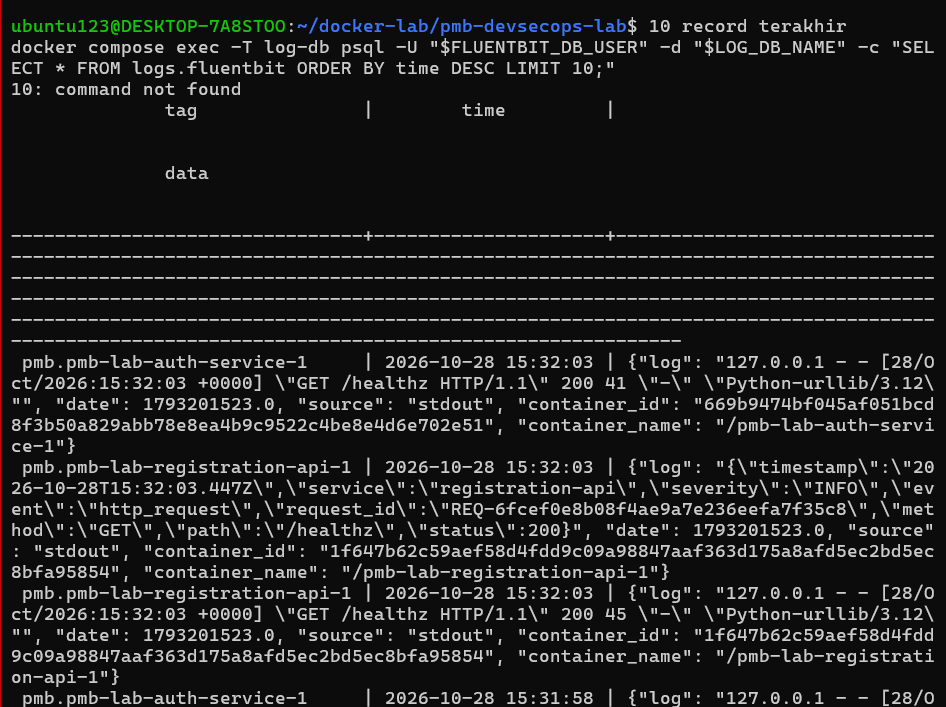 ubuntu123@DESKTOP-7A8STOO:~/docker-lab/pmb-devsecops-lab$ 10 record terakhir
docker compose exec -T log-db psql -U "$FLUENTBIT_DB_USER" -d "$LOG_DB_NAME" -c "SEL
ECT * FROM logs.fluentbit ORDER BY time DESC LIMIT 10;"
10: command not found
              tag               |        time         |
              data
--------------------------------+---------------------+-----------------------------
------------------------------------------------------------------------------------
------------------------------------------------------------------------------------
------------------------------------------------------------------------------------
------------------------------------------------------------------------------------
-------------------------------------------------------------
 pmb.pmb-lab-auth-service-1     | 2026-10-28 15:32:03 | {"log": "127.0.0.1 - - [28/O
ct/2026:15:32:03 +0000] \"GET /healthz HTTP/1.1\" 200 41 \"-\" \"Python-urllib/3.12\
"", "date": 1793201523.0, "source": "stdout", "container_id": "669b9474bf045af051bcd
8f3b50a829abb78e8ea4b9c9522c4be8e4d6e702e51", "container_name": "/pmb-lab-auth-servi
ce-1"}
 pmb.pmb-lab-registration-api-1 | 2026-10-28 15:32:03 | {"log": "{\"timestamp\":\"20
26-10-28T15:32:03.447Z\",\"service\":\"registration-api\",\"severity\":\"INFO\",\"ev
ent\":\"http_request\",\"request_id\":\"REQ-6fcef0e8b08f4ae9a7e236eefa7f35c8\",\"met
hod\":\"GET\",\"path\":\"/healthz\",\"status\":200}", "date": 1793201523.0, "source"
: "stdout", "container_id": "1f647b62c59aef58d4fdd9c09a98847aaf363d175a8afd5ec2bd5ec
8bfa95854", "container_name": "/pmb-lab-registration-api-1"}
 pmb.pmb-lab-registration-api-1 | 2026-10-28 15:32:03 | {"log": "127.0.0.1 - - [28/O
ct/2026:15:32:03 +0000] \"GET /healthz HTTP/1.1\" 200 45 \"-\" \"Python-urllib/3.12\
"", "date": 1793201523.0, "source": "stdout", "container_id": "1f647b62c59aef58d4fdd
9c09a98847aaf363d175a8afd5ec2bd5ec8bfa95854", "container_name": "/pmb-lab-registrati
on-api-1"}
 pmb.pmb-lab-auth-service-1     | 2026-10-28 15:31:58 | {"log": "127.0.0.1 - - [28/O